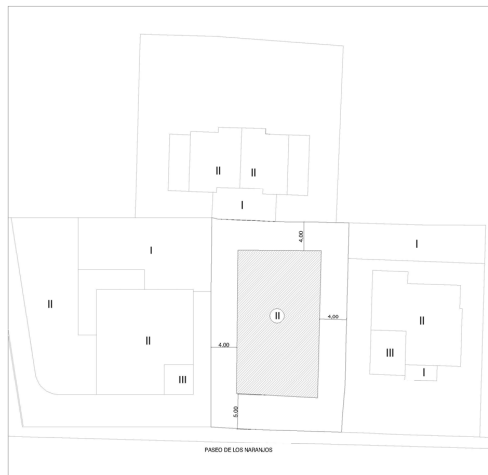 II II
I
4.00
I
I
II
II
4.00
II
4.00
II
III
III
I
5.00
PASEO DE LOS NARANJOS